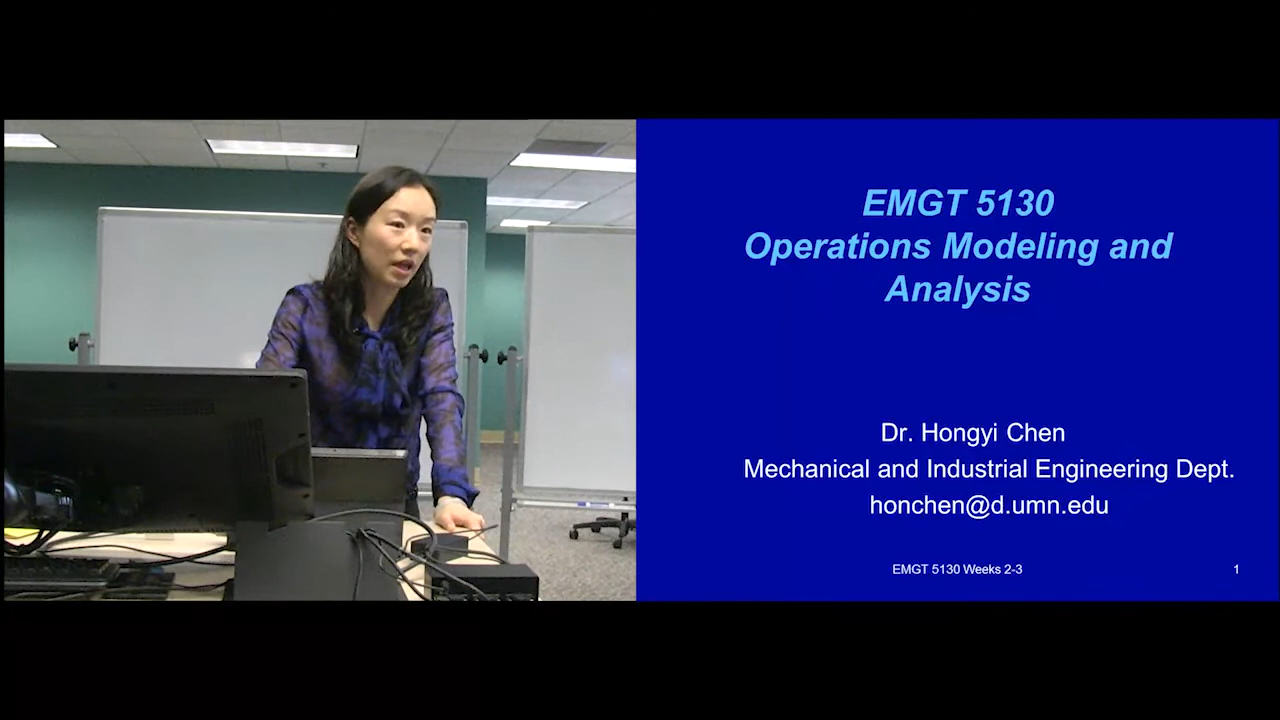 EMGT 5130
Operations Modeling and
Analysis
Dr. Hongyi Chen
Mechanical and Industrial Engineering Dept.
honchen@d.umn.edu
EMGT 5130 Weeks 2-3
1